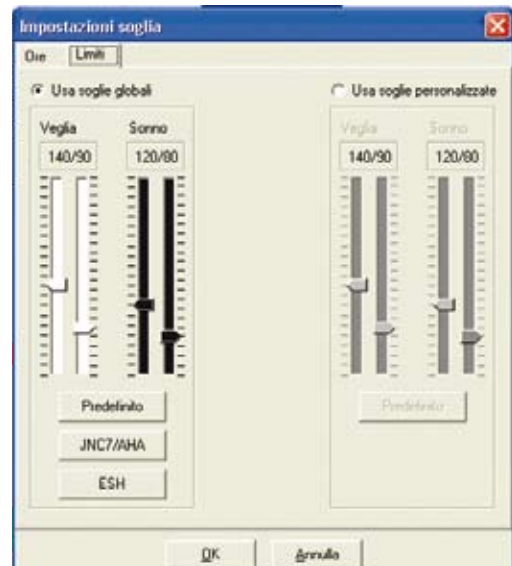 Impostazioni soglia
Ore Limiti
Usa soglie globali
Veglia Sonno
140/90 120/80
Predefinito
JNC7/AHA
ESH
Usa soglie personalizzate
Veglia Sonno
140/90 120/80
Predefinito
OK Annulla